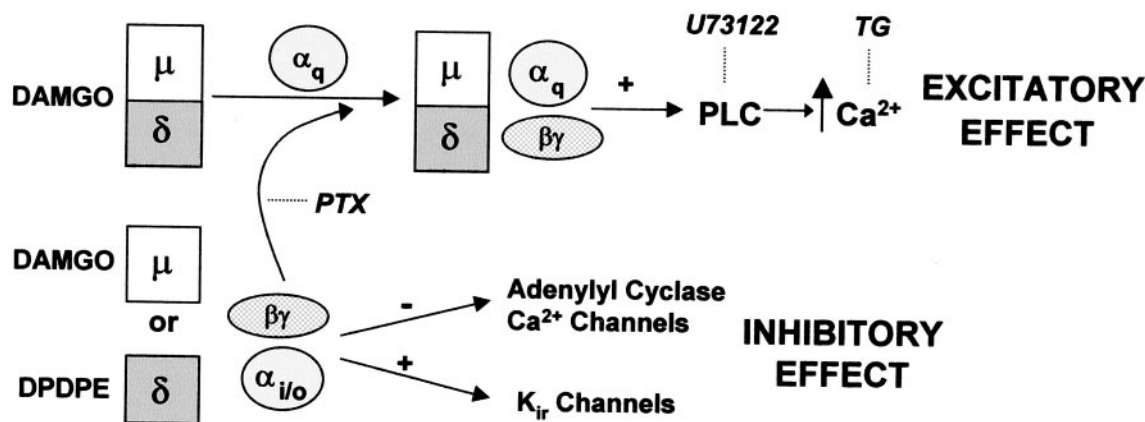 U73122 TG
μ
α_q
μ
α_q
DAMGO
+
PLC
Ca²⁺
EXCITATORY
EFFECT
δ
δ
βγ
PTX
DAMGO
μ
or
βγ
-
Adenylyl Cyclase
Ca²⁺ Channels
INHIBITORY
EFFECT
DPDPE
δ
α_i/o
+
K_ir Channels